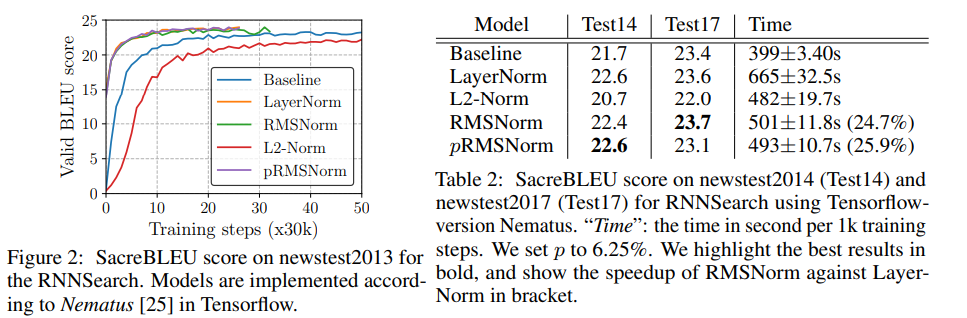 25
20
15
10
5
0
Valid BLEU score
Baseline
LayerNorm
RMSNorm
L2-Norm
pRMSNorm
0 10 20 30 40 50
Training steps (x30k)
Figure 2: SacreBLEU score on newstest2013 for
the RNNSearch. Models are implemented accord-
ing to Nematus [25] in Tensorflow.
Model Test14 Test17 Time
Baseline 21.7 23.4 399±3.40s
LayerNorm 22.6 23.6 665±32.5s
L2-Norm 20.7 22.0 482±19.7s
RMSNorm 22.4 23.7 501±11.8s (24.7%)
pRMSNorm 22.6 23.1 493±10.7s (25.9%)
Table 2: SacreBLEU score on newstest2014 (Test14) and
newstest2017 (Test17) for RNNSearch using Tensorflow-
version Nematus. “Time”: the time in second per 1k training
steps. We set p to 6.25%. We highlight the best results in
bold, and show the speedup of RMSNorm against Layer-
Norm in bracket.